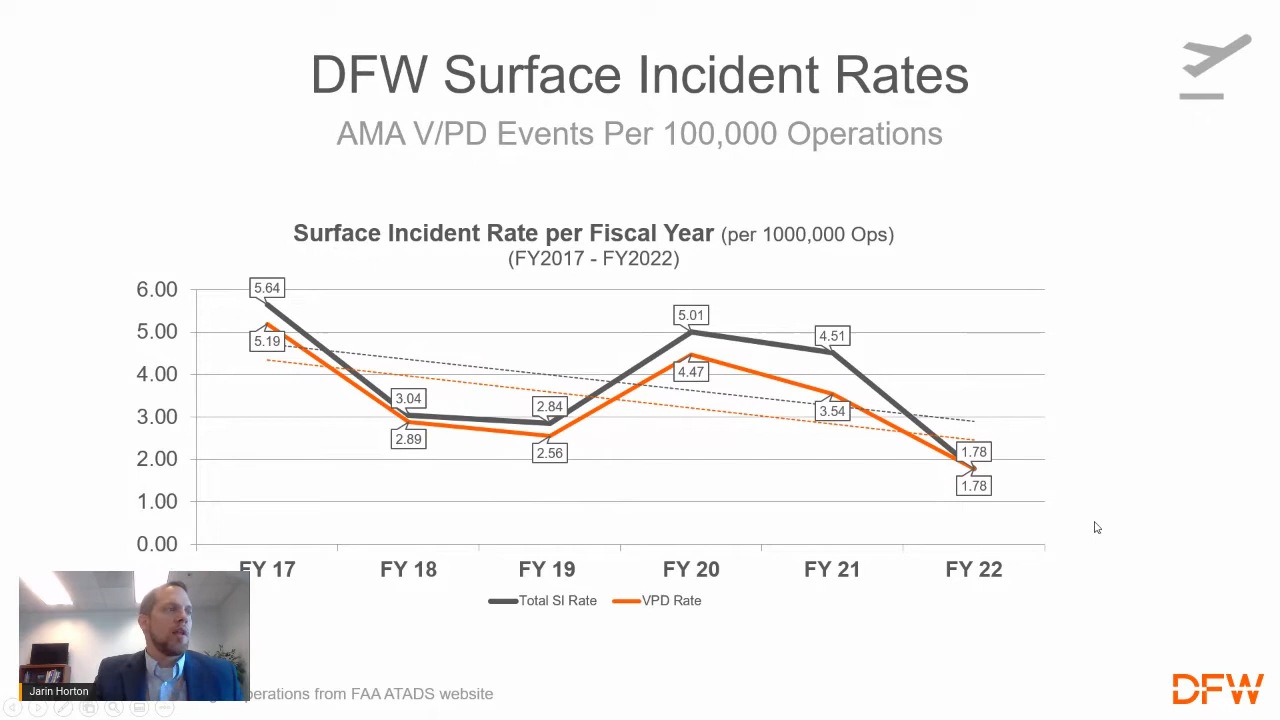 DFW Surface Incident Rates
AMA V/PD Events Per 100,000 Operations
Surface Incident Rate per Fiscal Year (per 1000,000 Ops)
(FY2017 - FY2022)
6.00
5.00
4.00
3.00
2.00
1.00
0.00
5.64
5.19
3.04
2.89
2.84
2.56
5.01
4.47
4.51
3.54
1.78
1.78
FY 17
FY 18
FY 19
FY 20
FY 21
FY 22
Total SI Rate
VPD Rate
Jarin Horton
from FAA ATADS website
DFW